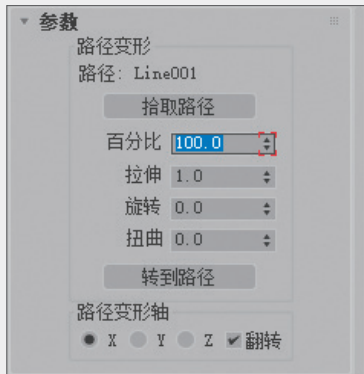 参数
路径变形
路径: Line001
拾取路径
百分比 100.0
拉伸 1.0
旋转 0.0
扭曲 0.0
转到路径
路径变形轴
X Y Z 翻转